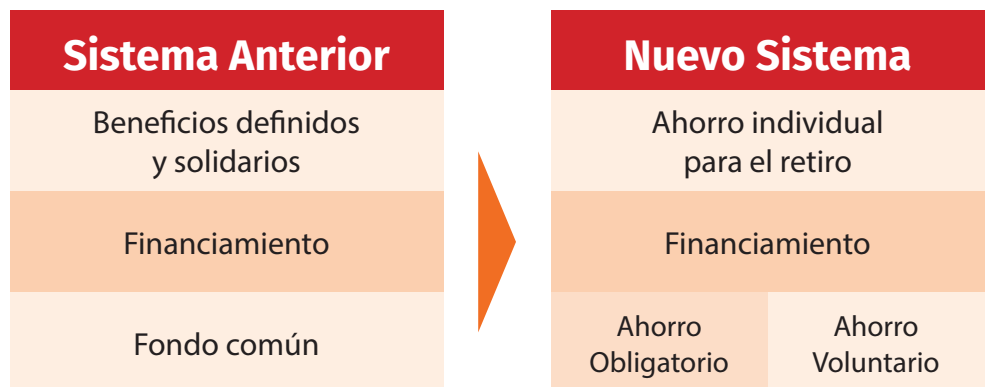 Sistema Anterior
Beneficios definidos
y solidarios
Financiamiento
Fondo común
Nuevo Sistema
Ahorro individual
para el retiro
Financiamiento
Ahorro
Obligatorio
Ahorro
Voluntario